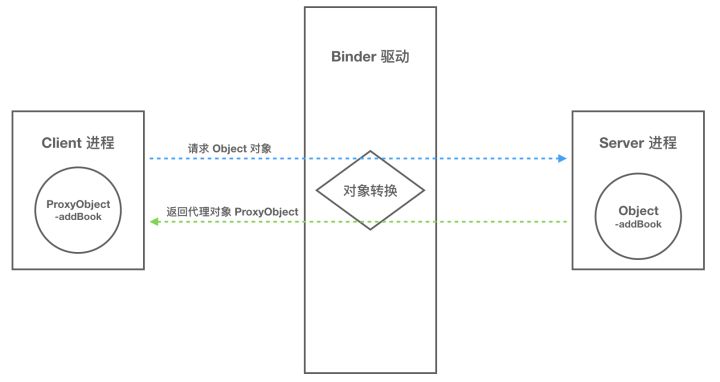 Binder 驱动
Client 进程
Server 进程
请求 Object 对象
对象转换
ProxyObject
-addBook
返回代理对象 ProxyObject
Object
-addBook